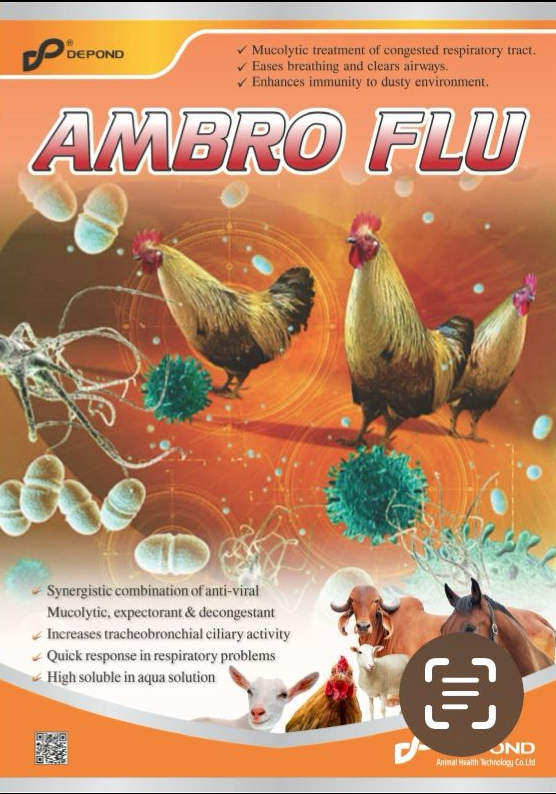 DEPOND
®
✓ Mucolytic treatment of congested respiratory tract.
✓ Eases breathing and clears airways.
✓ Enhances immunity to dusty environment.
AMBRO FLU
Synergistic combination of anti-viral
Mucolytic, expectorant & decongestant
Increases tracheobronchial ciliary activity
Quick response in respiratory problems
High soluble in aqua solution
OND
Animal Health Technology Co.Ltd